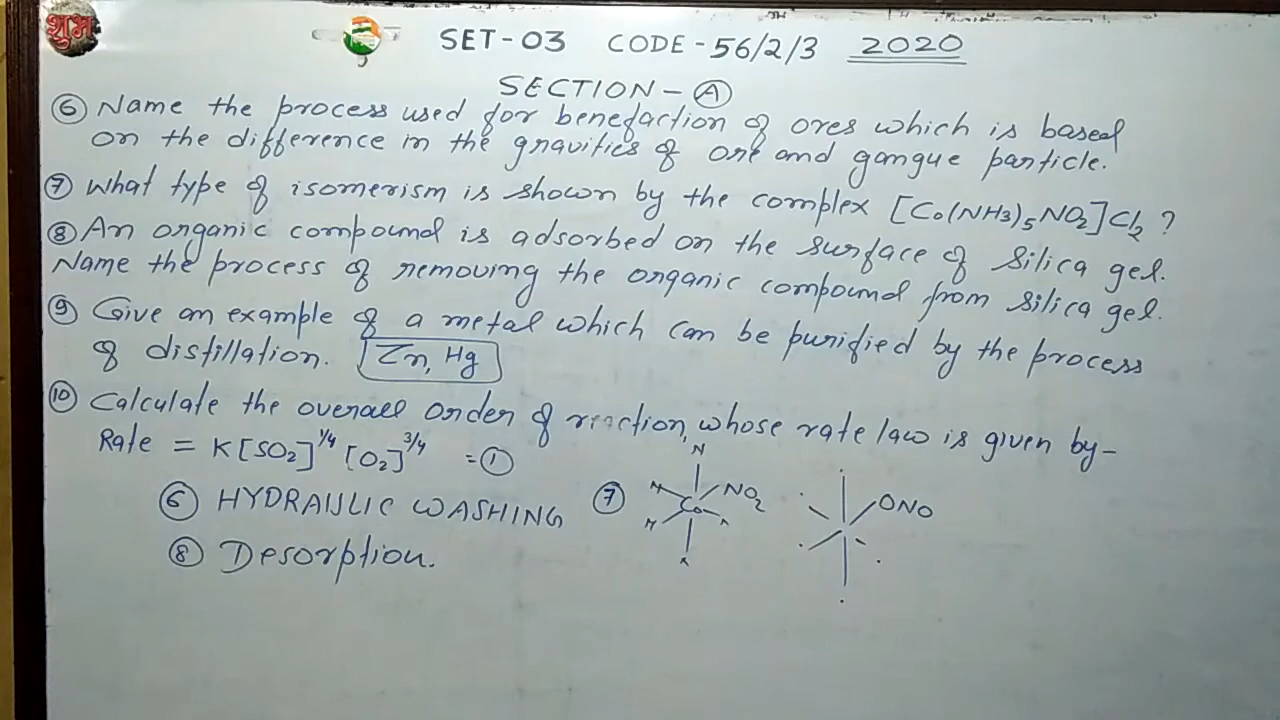 शुभ
SET-03 CODE-56/2/3 2020
SECTION-A
⑥ Name the process used for benefaction of ores which is based
on the difference in the gravities of ore and gangue particle.
⑦ What type of isomerism is shown by the complex [Co(NH3)₅NO₂]Cl₂ ?
⑧ An organic compound is adsorbed on the surface of Silica gel.
Name the process of removing the organic compound from silica gel.
⑨ Give an example of a metal which can be purified by the process
of distillation. Zn, Hg
⑩ Calculate the overall order of reaction, whose rate law is given by-
Rate = K[SO₂]^1/4 [O₂]^3/4 = ①
⑥ HYDRAULIC WASHING ⑦ N N NO₂ Co ONO
⑧ Desorption.